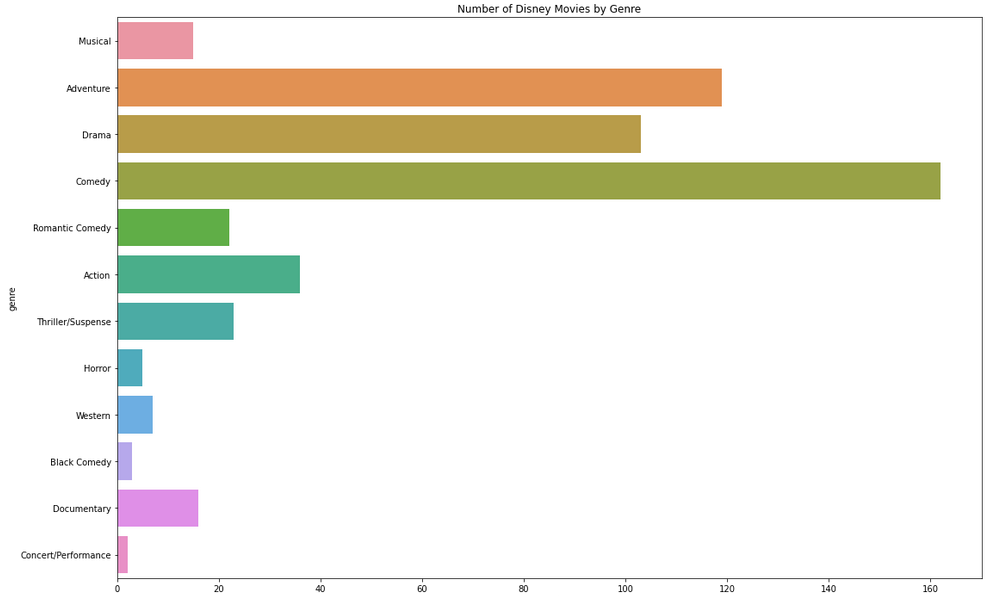 Number of Disney Movies by Genre
Musical
Adventure
Drama
Comedy
Romantic Comedy
Action
genre
Thriller/Suspense
Horror
Western
Black Comedy
Documentary
Concert/Performance
0 20 40 60 80 100 120 140 160